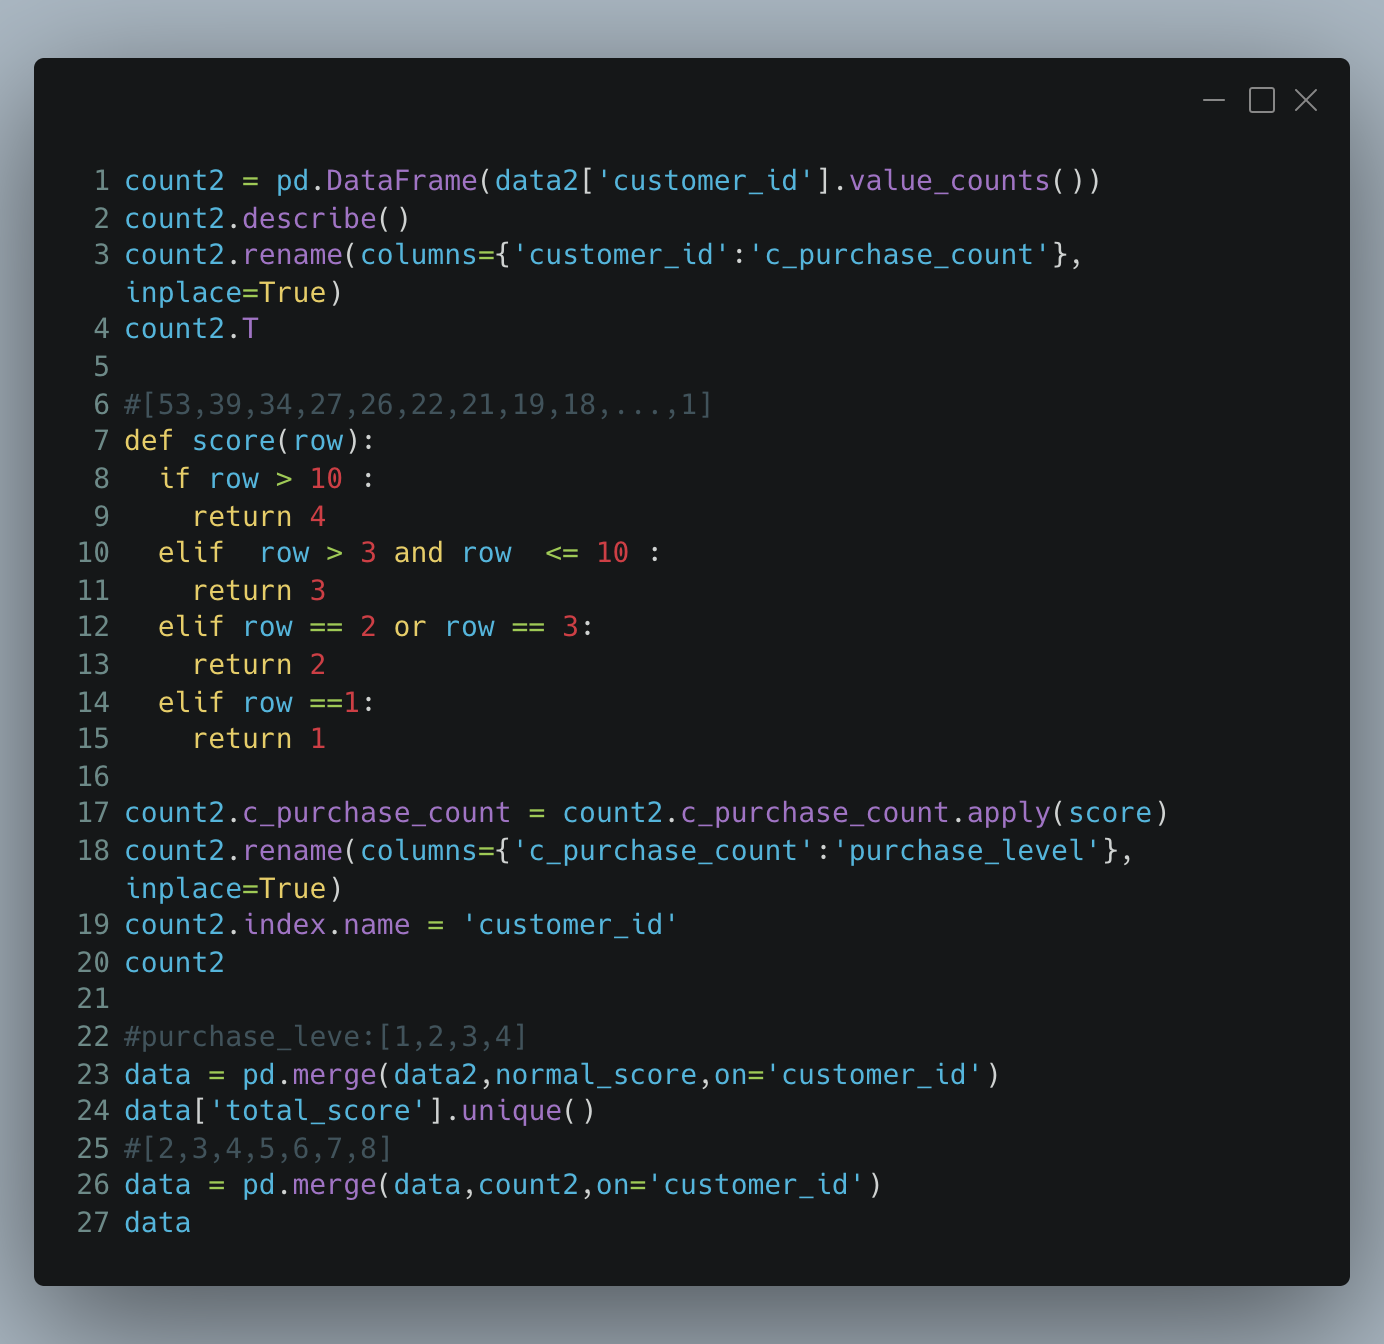 1 count2 = pd.DataFrame(data2['customer_id'].value_counts())
2 count2.describe()
3 count2.rename(columns={'customer_id':'c_purchase_count'},
inplace=True)
4 count2.T
5
6 #[53,39,34,27,26,22,21,19,18,...,1]
7 def score(row):
8   if row > 10 :
9     return 4
10   elif  row > 3 and row  <= 10 :
11     return 3
12   elif row == 2 or row == 3:
13     return 2
14   elif row ==1:
15     return 1
16
17 count2.c_purchase_count = count2.c_purchase_count.apply(score)
18 count2.rename(columns={'c_purchase_count':'purchase_level'},
inplace=True)
19 count2.index.name = 'customer_id'
20 count2
21
22 #purchase_leve:[1,2,3,4]
23 data = pd.merge(data2,normal_score,on='customer_id')
24 data['total_score'].unique()
25 #[2,3,4,5,6,7,8]
26 data = pd.merge(data,count2,on='customer_id')
27 data